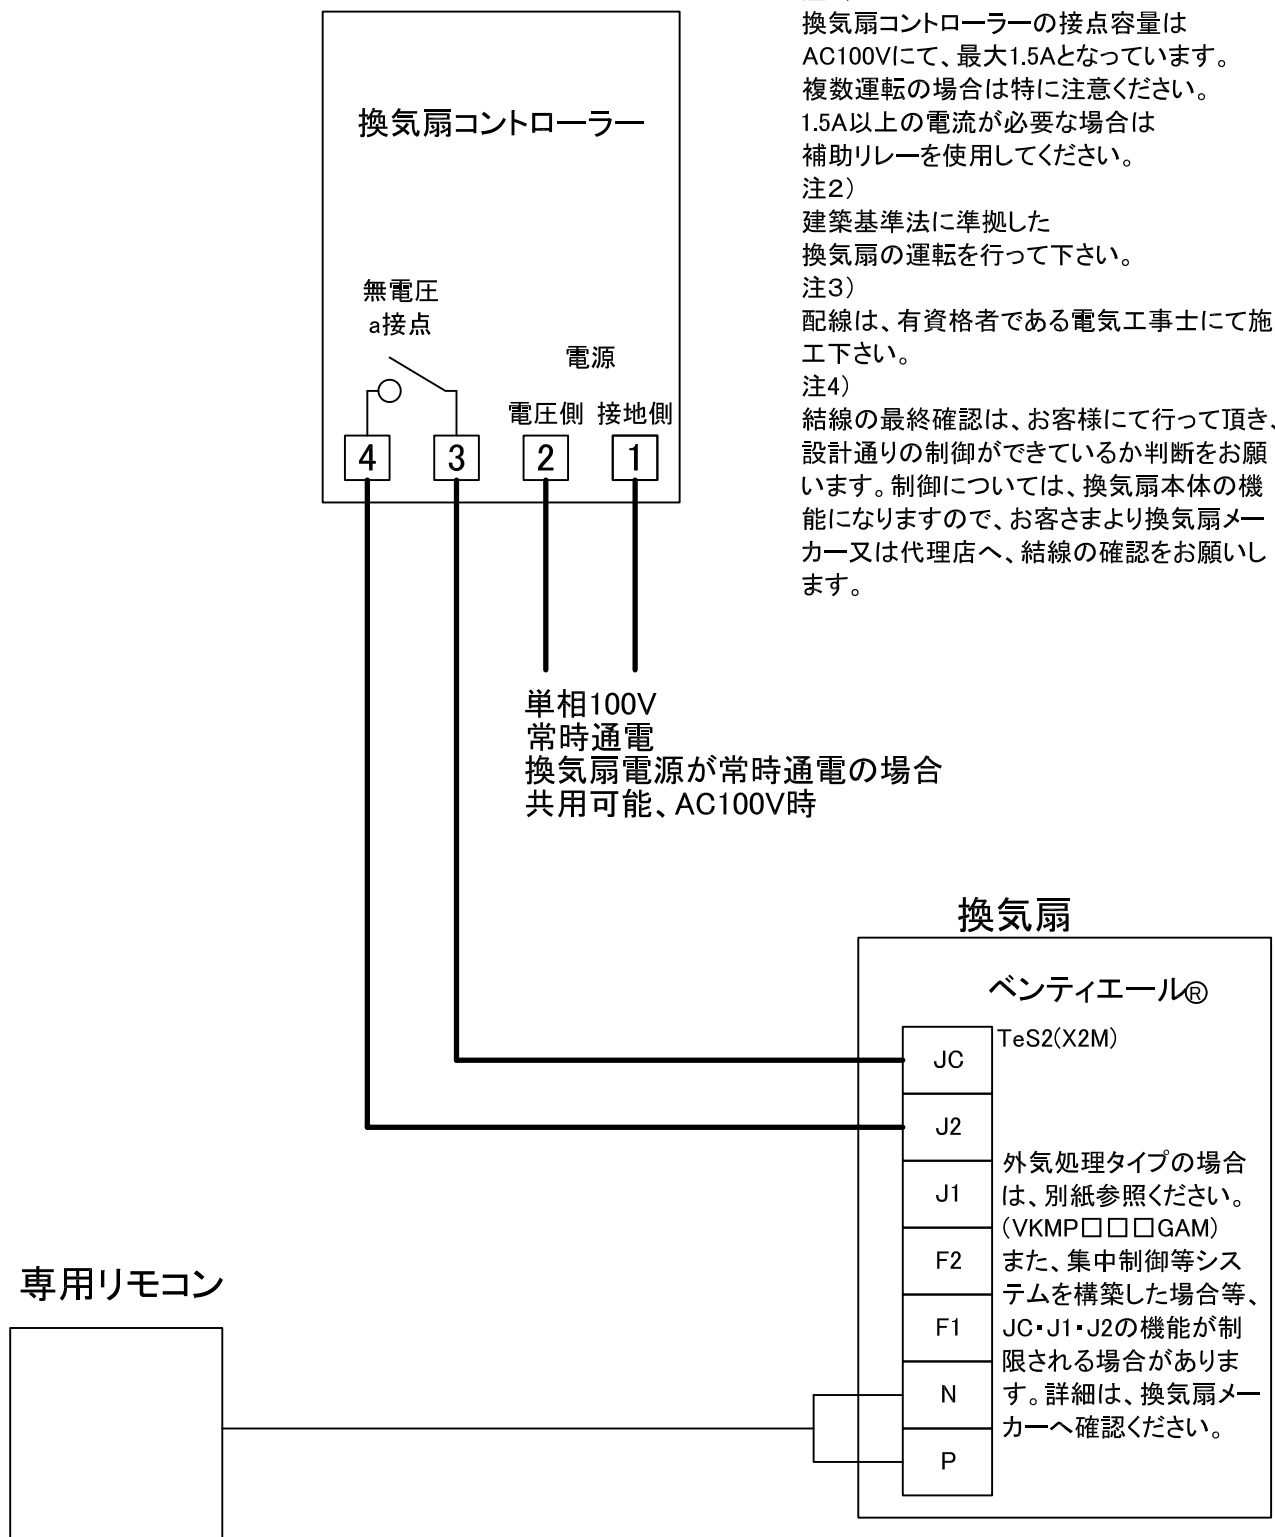 換気扇コントローラーの接点容量は
AC100Vにて、最大1.5Aとなっています。
複数運転の場合は特に注意ください。
1.5A以上の電流が必要な場合は
補助リレーを使用してください。
注2）
建築基準法に準拠した
換気扇の運転を行って下さい。
注3）
配線は、有資格者である電気工事士にて施
工下さい。
注4）
結線の最終確認は、お客様にて行って頂き、
設計通りの制御ができているか判断をお願
います。制御については、換気扇本体の機
能になりますので、お客さまより換気扇メー
カー又は代理店へ、結線の確認をお願いし
ます。
換気扇コントローラー
無電圧
a接点
電源
電圧側 接地側
4 3 2 1
単相100V
常時通電
換気扇電源が常時通電の場合
共用可能、AC100V時
換気扇
ベンティエール®
TeS2(X2M)
JC
J2
J1
F2
F1
N
P
外気処理タイプの場合
は、別紙参照ください。
(VKMP□□□GAM)
また、集中制御等シス
テムを構築した場合等、
JC・J1・J2の機能が制
限される場合がありま
す。詳細は、換気扇メー
カーへ確認ください。
専用リモコン